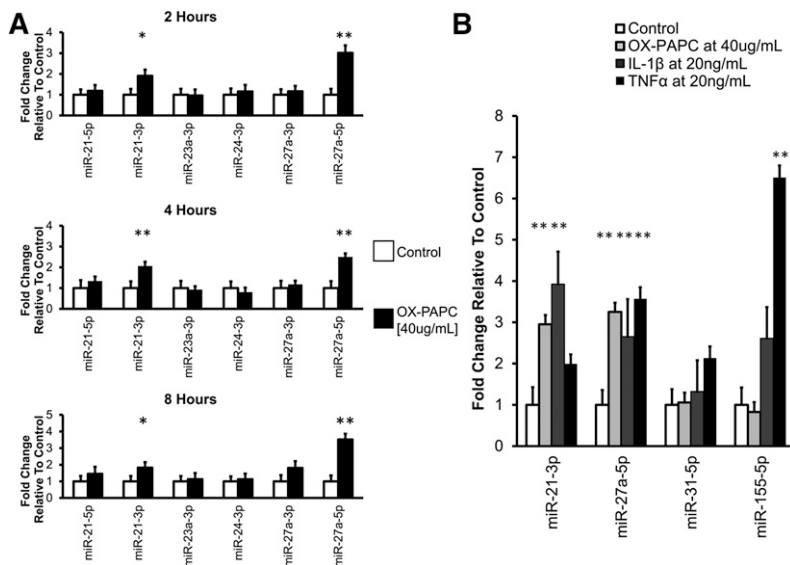 A
2 Hours
Fold Change
Relative To Control
4
3
2
1
0
*
**
miR-21-5p
miR-21-3p
miR-23a-3p
miR-24-3p
miR-27a-3p
miR-27a-5p
4 Hours
Fold Change
Relative To Control
4
3
2
1
0
**
**
miR-21-5p
miR-21-3p
miR-23a-3p
miR-24-3p
miR-27a-3p
miR-27a-5p
8 Hours
Fold Change
Relative To Control
5
4
3
2
1
0
*
**
miR-21-5p
miR-21-3p
miR-23a-3p
miR-24-3p
miR-27a-3p
miR-27a-5p
Control
OX-PAPC
[40ug/mL]
B
Control
OX-PAPC at 40ug/mL
IL-1β at 20ng/mL
TNFα at 20ng/mL
Fold Change Relative To Control
8
7
6
5
4
3
2
1
0
** **
** ** **
**
miR-21-3p
miR-27a-5p
miR-31-5p
miR-155-5p